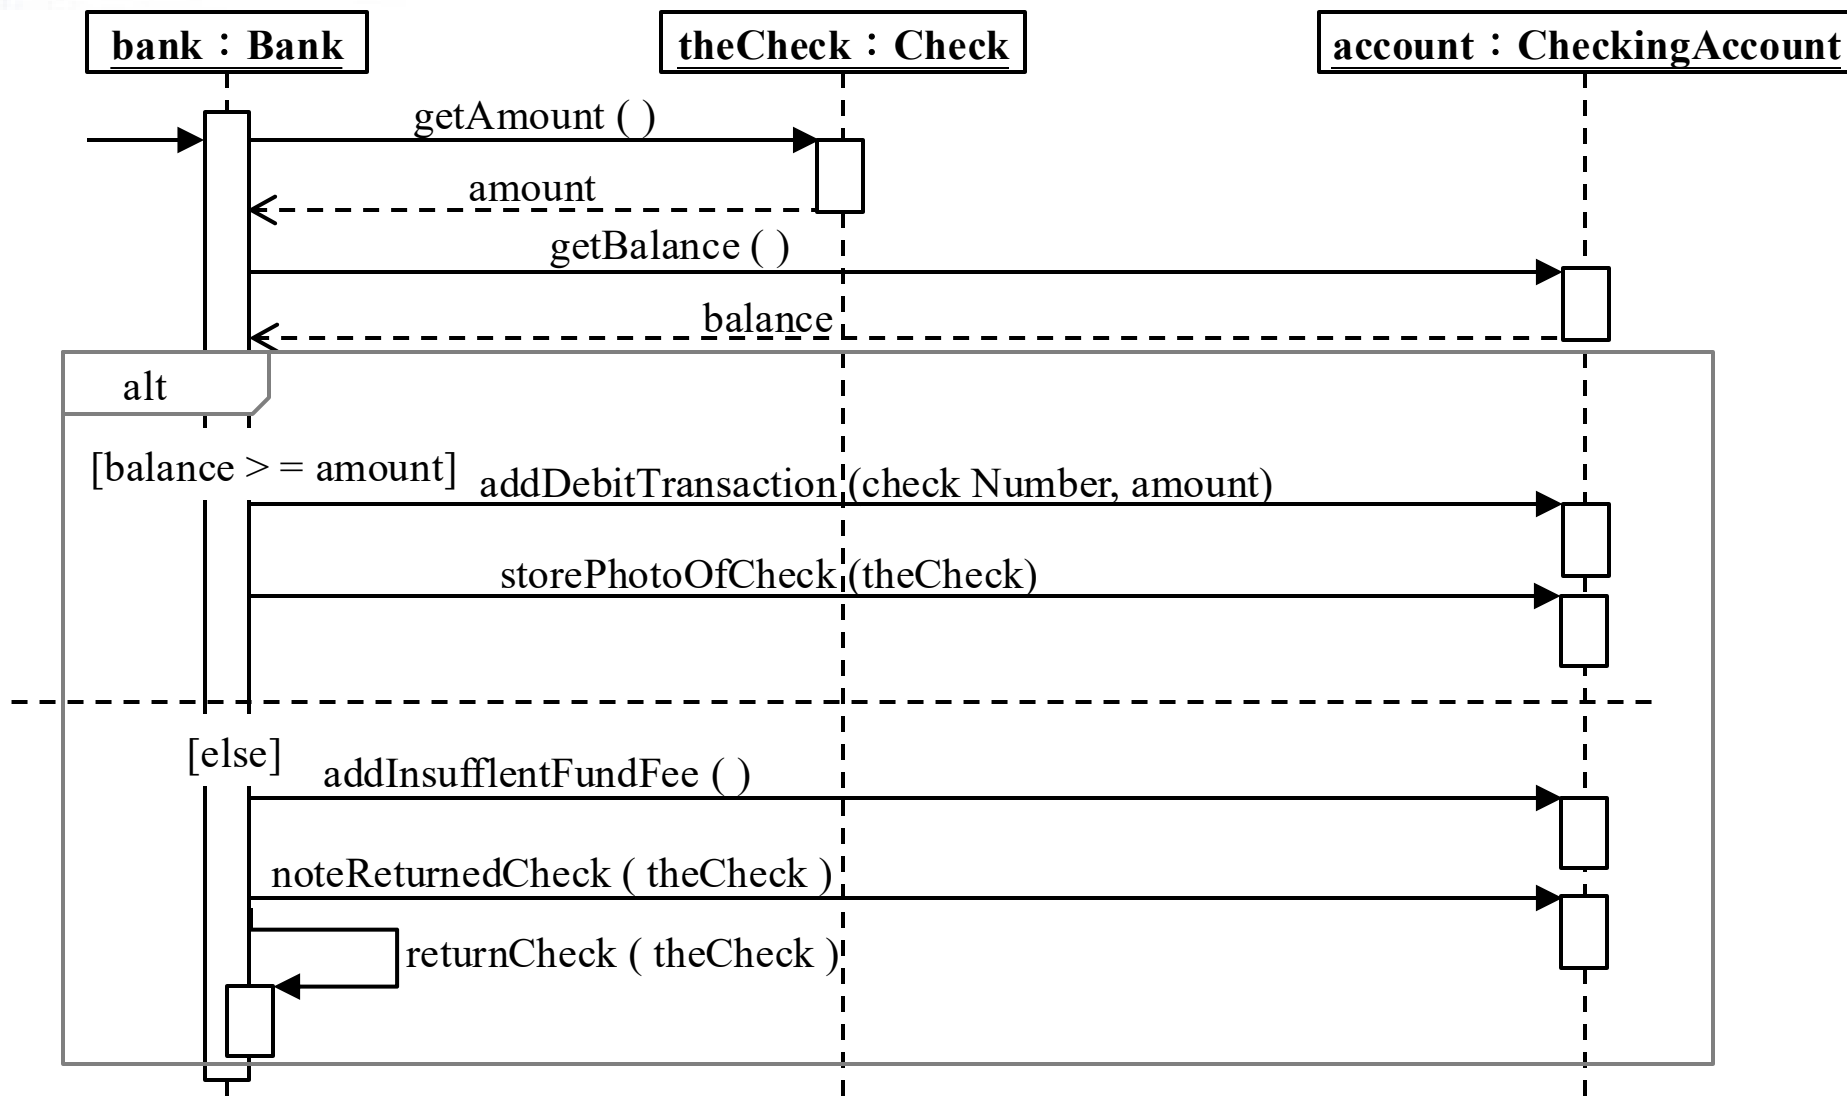 bank：Bank
theCheck：Check
account：CheckingAccount
getAmount ( )
amount
getBalance ( )
balance
alt
[balance > = amount]
addDebitTransaction (check Number, amount)
storePhotoOfCheck (theCheck)
[else]
addInsufflentFundFee ( )
noteReturnedCheck ( theCheck )
returnCheck ( theCheck )